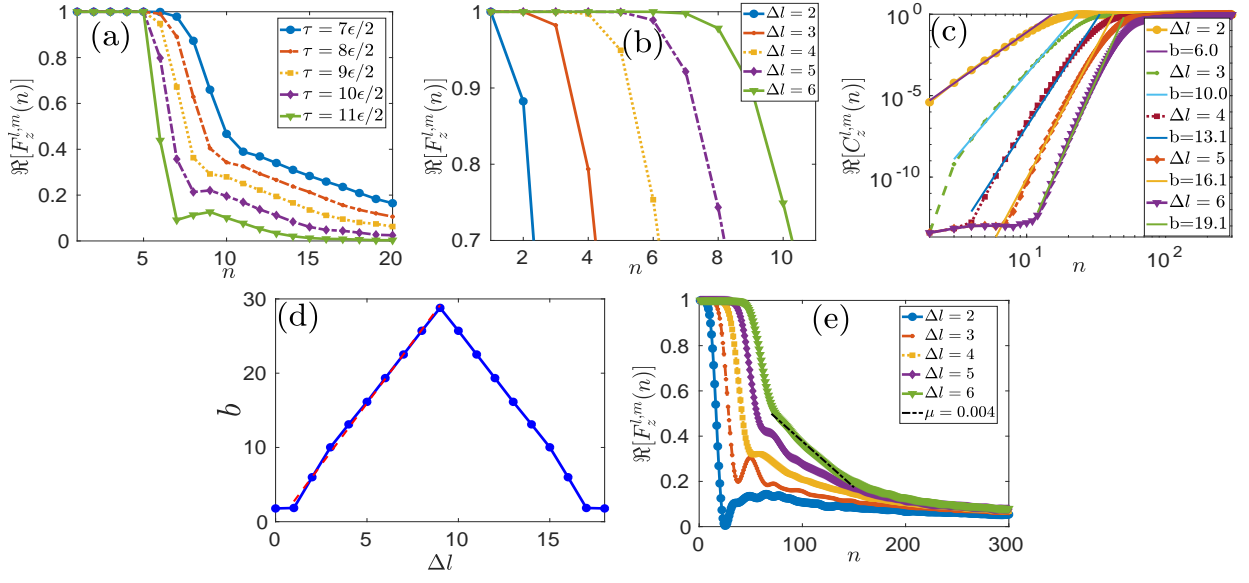 (a)
ℜ[F_z^{l,m}(n)]
1
0.8
0.6
0.4
0.2
0
5
10
15
20
n
τ = 7ϵ/2
τ = 8ϵ/2
τ = 9ϵ/2
τ = 10ϵ/2
τ = 11ϵ/2
(b)
ℜ[F_z^{l,m}(n)]
1
0.9
0.8
0.7
2
4
6
8
10
n
Δl = 2
Δl = 3
Δl = 4
Δl = 5
Δl = 6
(c)
ℜ[C_z^{l,m}(n)]
10^0
10^{-5}
10^{-10}
10^1
10^2
n
Δl = 2
b=6.0
Δl = 3
b=10.0
Δl = 4
b=13.1
Δl = 5
b=16.1
Δl = 6
b=19.1
(d)
b
30
20
10
0
0
5
10
15
Δl
(e)
ℜ[F_z^{l,m}(n)]
1
0.8
0.6
0.4
0.2
0
0
100
200
300
n
Δl = 2
Δl = 3
Δl = 4
Δl = 5
Δl = 6
μ = 0.004